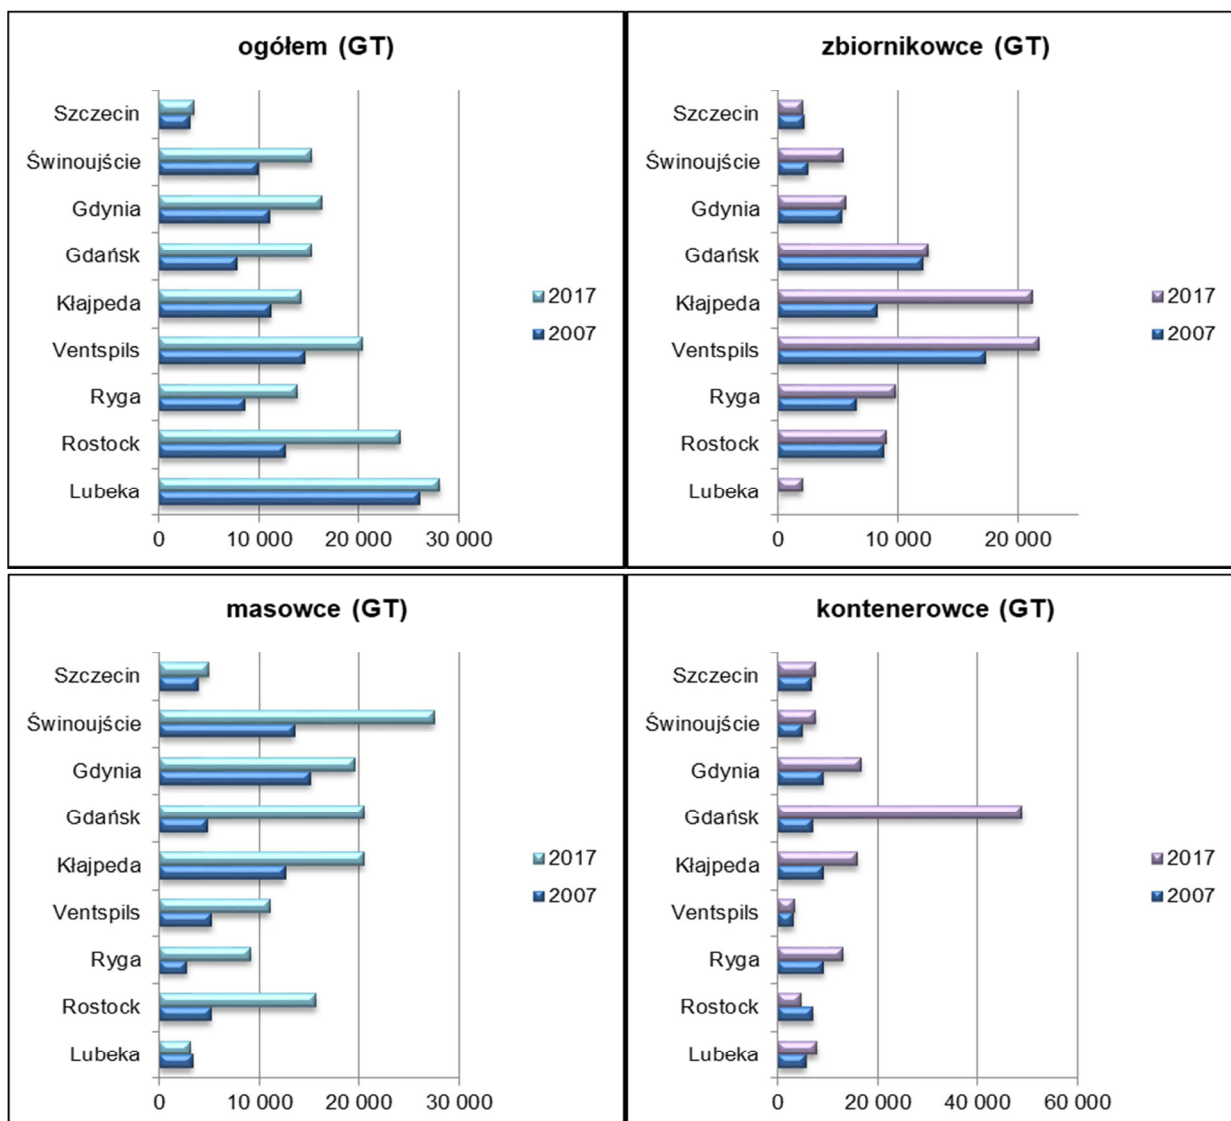 ogółem (GT)
Szczecin
Świnoujście
Gdynia
Gdańsk
Kłajpeda
Ventspils
Ryga
Rostock
Lubeka
0 10 000 20 000 30 000
2017
2007
zbiornikowce (GT)
Szczecin
Świnoujście
Gdynia
Gdańsk
Kłajpeda
Ventspils
Ryga
Rostock
Lubeka
0 10 000 20 000
2017
2007
masowce (GT)
Szczecin
Świnoujście
Gdynia
Gdańsk
Kłajpeda
Ventspils
Ryga
Rostock
Lubeka
0 10 000 20 000 30 000
2017
2007
kontenerowce (GT)
Szczecin
Świnoujście
Gdynia
Gdańsk
Kłajpeda
Ventspils
Ryga
Rostock
Lubeka
0 20 000 40 000 60 000
2017
2007